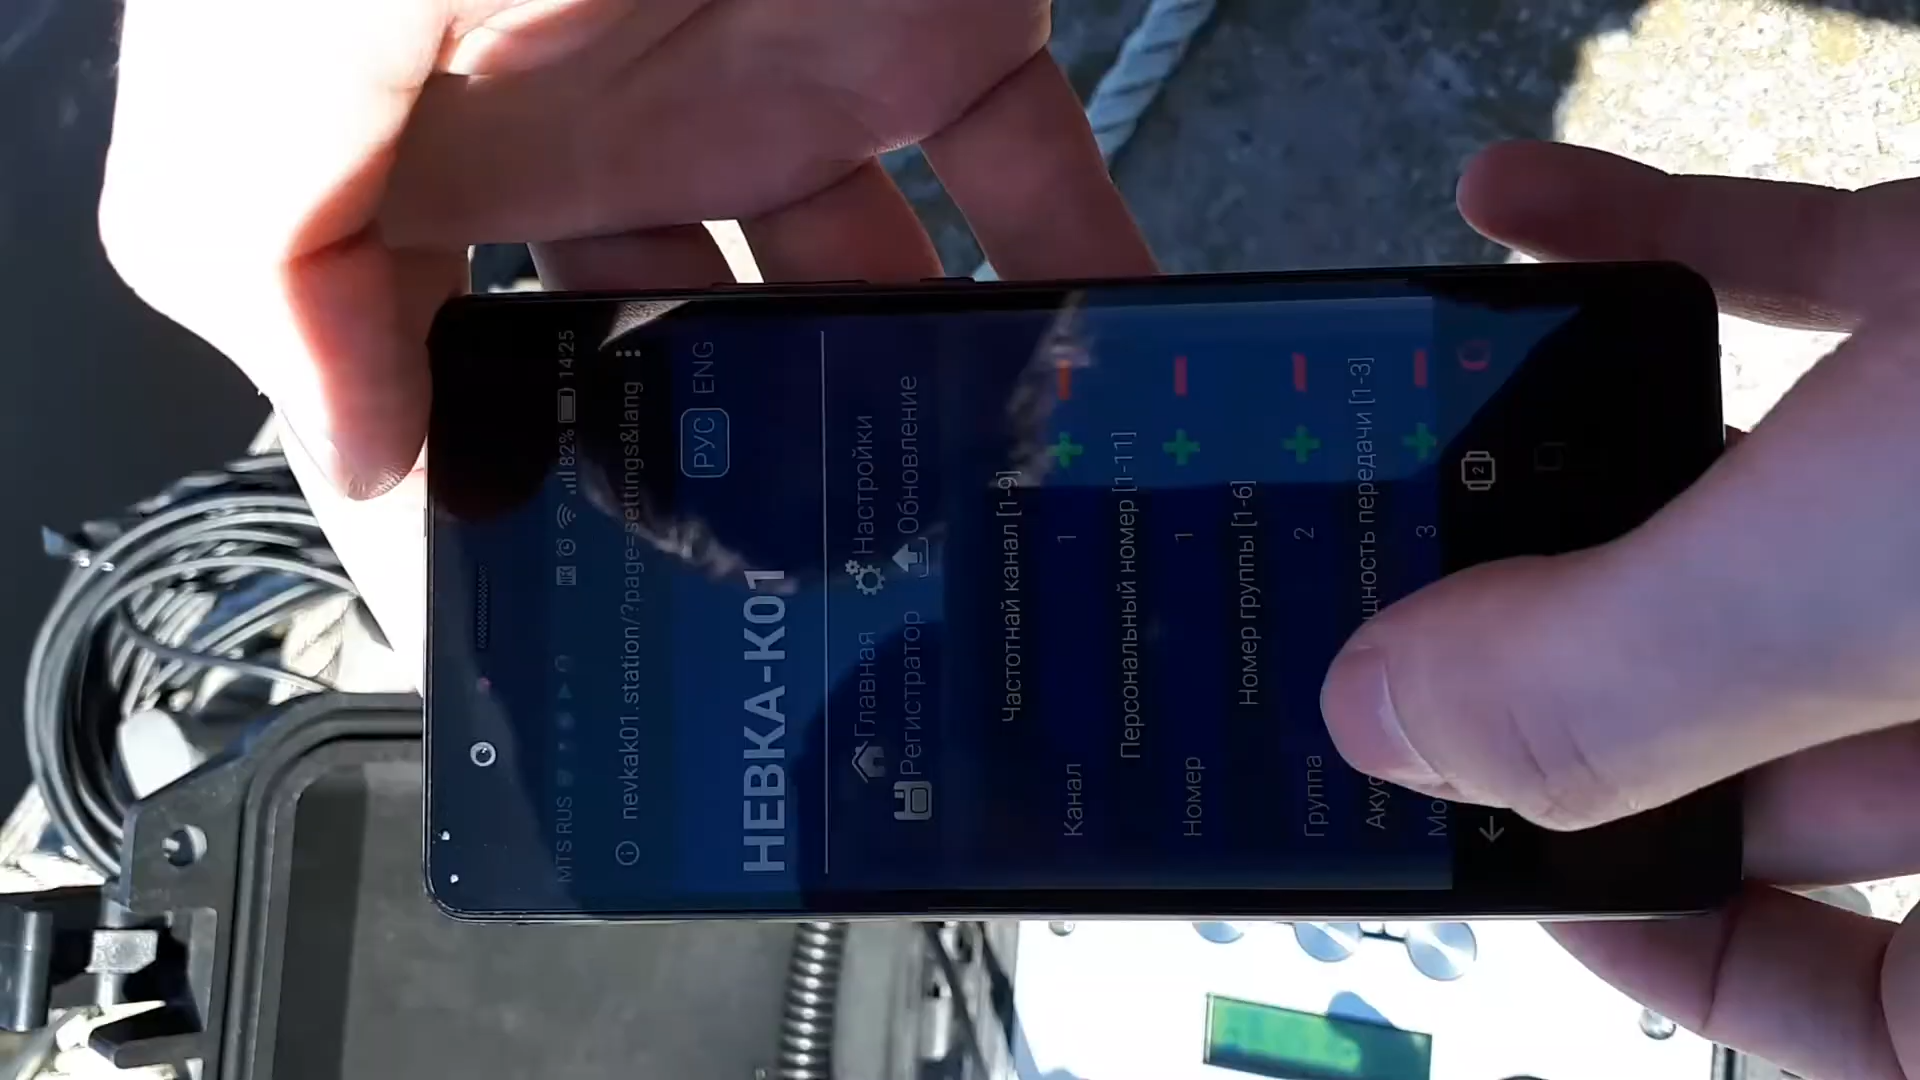 MTS RUS 82% 14:25
nevkak01.station/?page=settings&lang
РУС ENG
НЕВКА-К01
Главная Настройки
Регистратор Обновление
Частотнай канал [1-9]
Канал 1
Персональный номер [1-11]
Номер 1
Номер группы [1-6]
Группа 2
передачи [1-3]
3
2